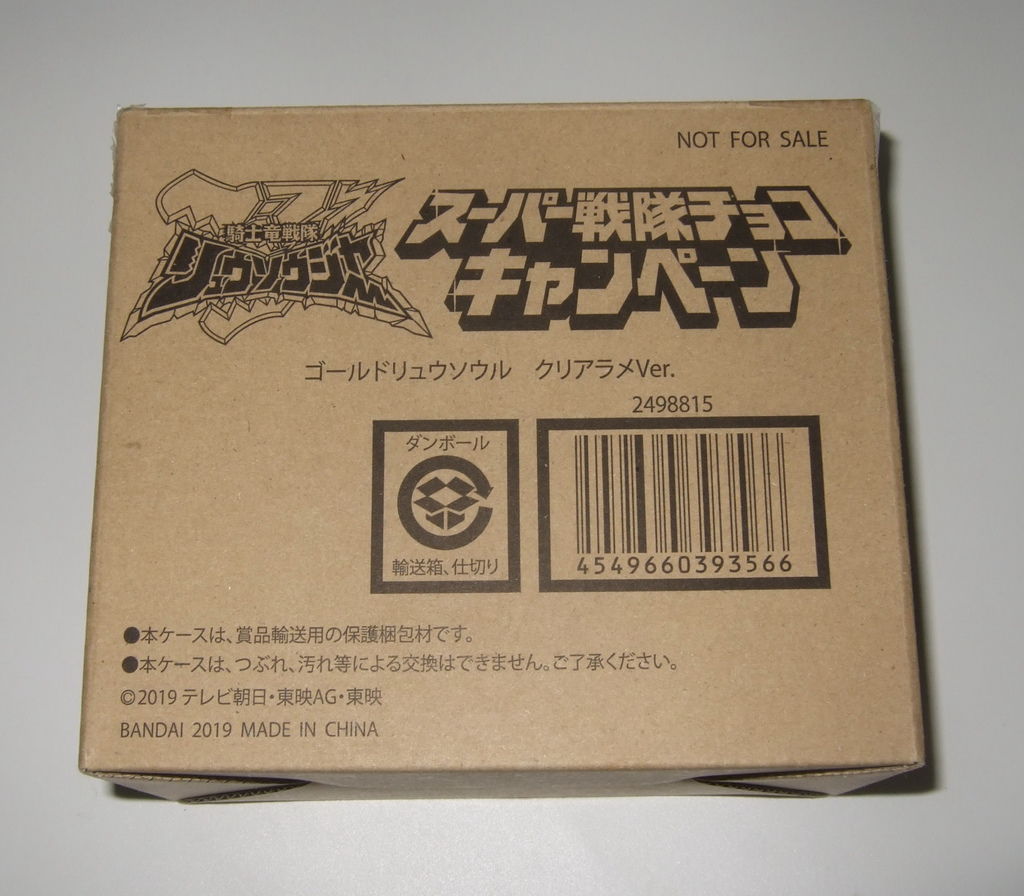 NOT FOR SALE
騎士竜戦隊
リュウソウジャー
スーパー戦隊チョコ
キャンペーン
ゴールドリュウソウル クリアラメVer.
2498815
ダンボール
輸送箱、仕切り
4549660393566
●本ケースは、賞品輸送用の保護梱包材です。
●本ケースは、つぶれ、汚れ等による交換はできません。ご了承ください。
©2019 テレビ朝日・東映AG・東映
BANDAI 2019 MADE IN CHINA